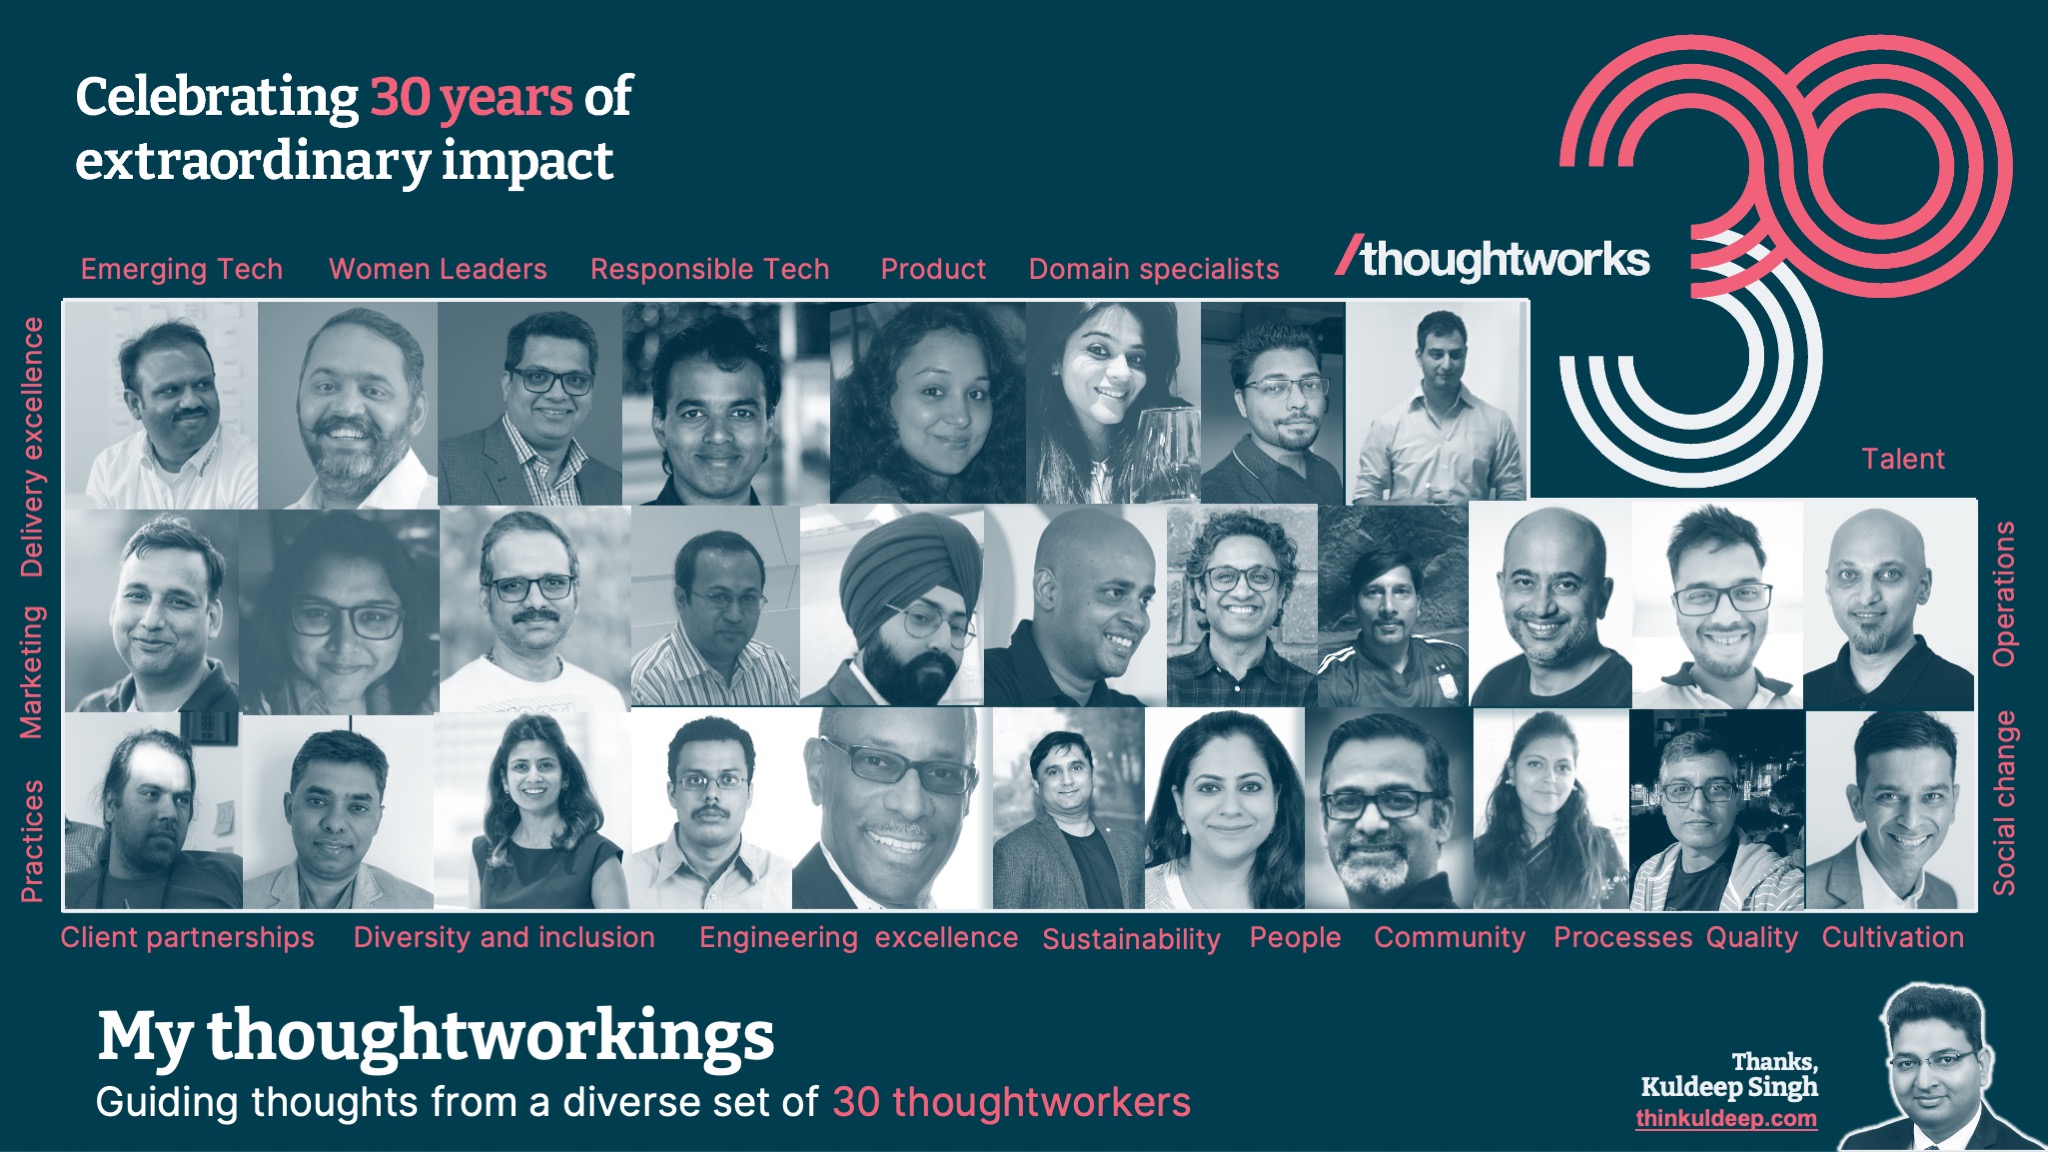 Celebrating 30 years of
extraordinary impact
30
/thoughtworks
Emerging Tech
Women Leaders
Responsible Tech
Product
Domain specialists
Talent
Delivery excellence
Marketing
Practices
Operations
Social change
Client partnerships
Diversity and inclusion
Engineering excellence
Sustainability
People
Community
Processes
Quality
Cultivation
My thoughtworkings
Guiding thoughts from a diverse set of 30 thoughtworkers
Thanks,
Kuldeep Singh
thinkuldeep.com